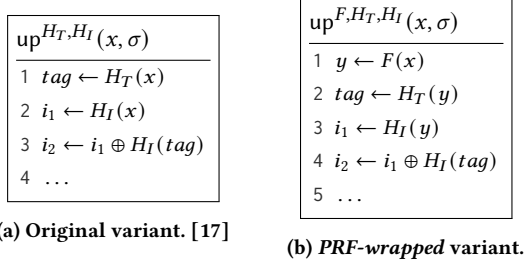 up^{H_T,H_I}(x, σ)
1 tag ← H_T(x)
2 i_1 ← H_I(x)
3 i_2 ← i_1 ⊕ H_I(tag)
4 ...
(a) Original variant. [17]
up^{F,H_T,H_I}(x, σ)
1 y ← F(x)
2 tag ← H_T(y)
3 i_1 ← H_I(y)
4 i_2 ← i_1 ⊕ H_I(tag)
5 ...
(b) PRF-wrapped variant.